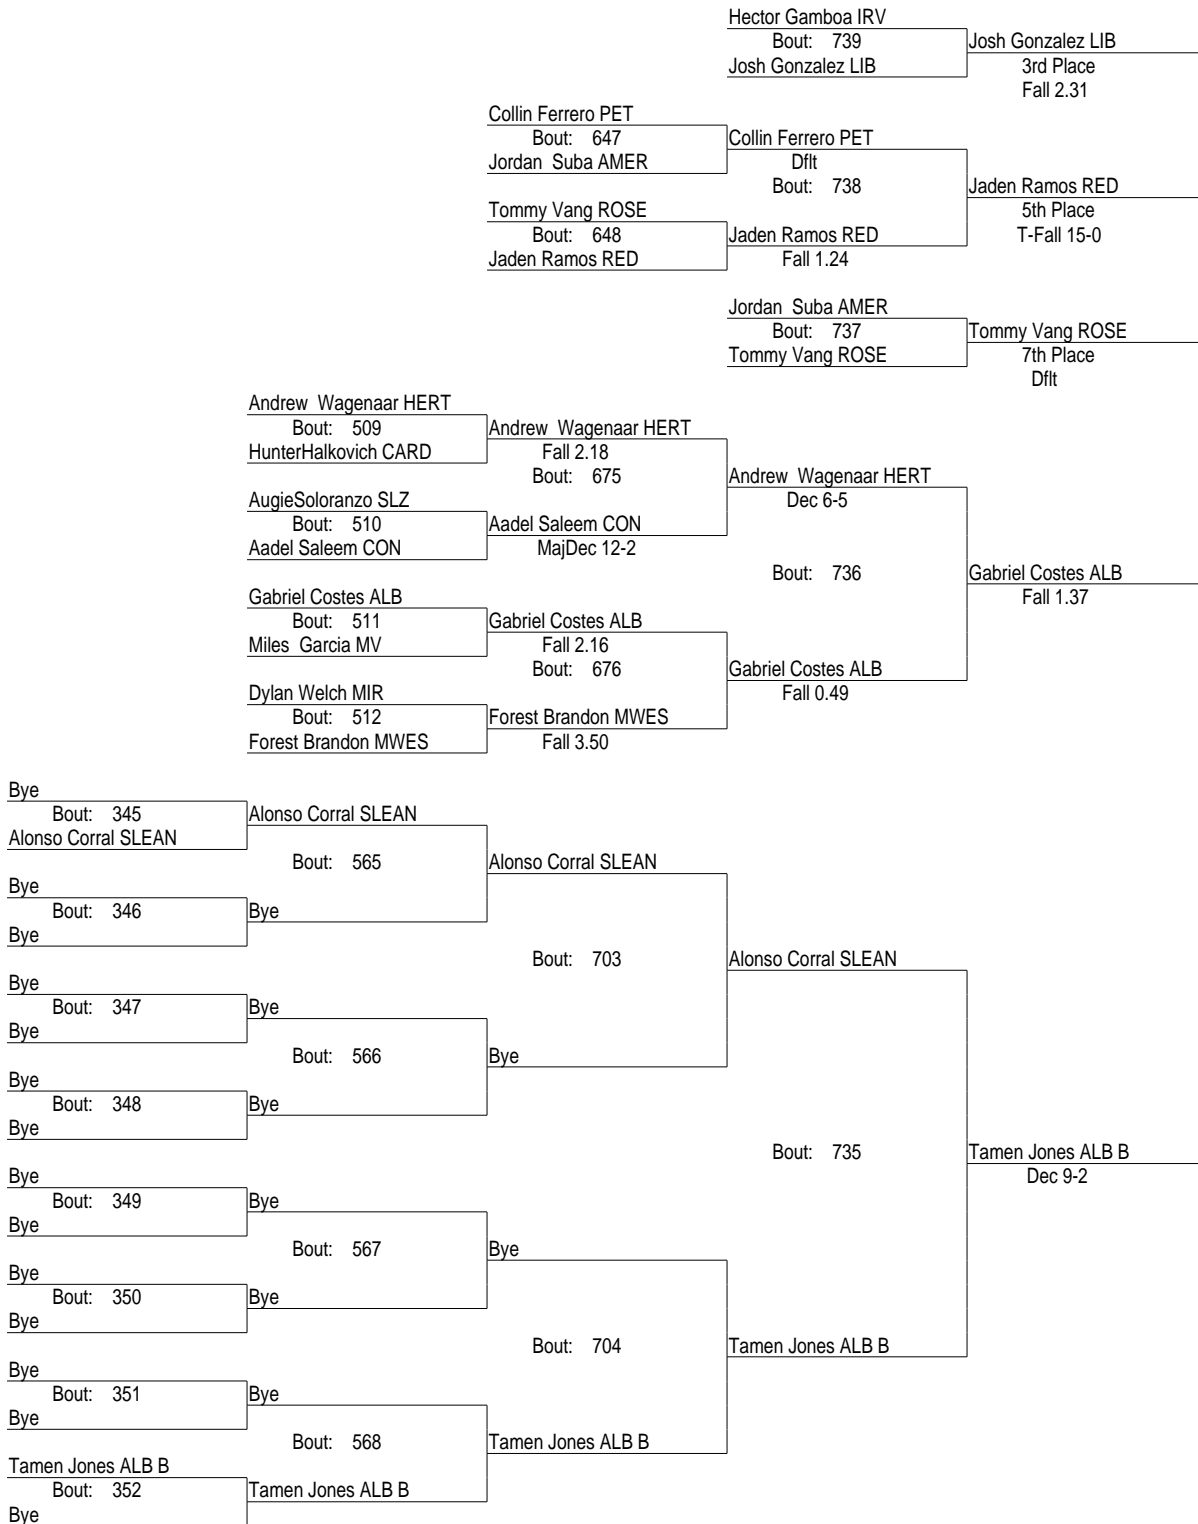 Hector Gamboa IRV
Bout: 739
Josh Gonzalez LIB
Josh Gonzalez LIB
3rd Place
Fall 2.31
Collin Ferrero PET
Bout: 647
Jordan Suba AMER
Collin Ferrero PET
Dflt
Bout: 738
Jaden Ramos RED
5th Place
T-Fall 15-0
Tommy Vang ROSE
Bout: 648
Jaden Ramos RED
Jaden Ramos RED
Fall 1.24
Jordan Suba AMER
Bout: 737
Tommy Vang ROSE
Tommy Vang ROSE
7th Place
Dflt
Andrew Wagenaar HERT
Bout: 509
HunterHalkovich CARD
Andrew Wagenaar HERT
Fall 2.18
Bout: 675
Andrew Wagenaar HERT
Dec 6-5
AugieSoloranzo SLZ
Bout: 510
Aadel Saleem CON
Aadel Saleem CON
MajDec 12-2
Bout: 736
Gabriel Costes ALB
Fall 1.37
Gabriel Costes ALB
Bout: 511
Miles Garcia MV
Gabriel Costes ALB
Fall 2.16
Bout: 676
Gabriel Costes ALB
Fall 0.49
Dylan Welch MIR
Bout: 512
Forest Brandon MWES
Forest Brandon MWES
Fall 3.50
Bye
Bout: 345
Alonso Corral SLEAN
Alonso Corral SLEAN
Bout: 565
Alonso Corral SLEAN
Bye
Bout: 346
Bye
Bye
Bout: 703
Alonso Corral SLEAN
Bye
Bout: 347
Bye
Bye
Bout: 566
Bye
Bye
Bout: 348
Bye
Bye
Bout: 735
Tamen Jones ALB B
Dec 9-2
Bye
Bout: 349
Bye
Bye
Bout: 567
Bye
Bye
Bout: 350
Bye
Bye
Bout: 704
Tamen Jones ALB B
Bye
Bout: 351
Bye
Bye
Bout: 568
Tamen Jones ALB B
Tamen Jones ALB B
Bout: 352
Bye
Tamen Jones ALB B